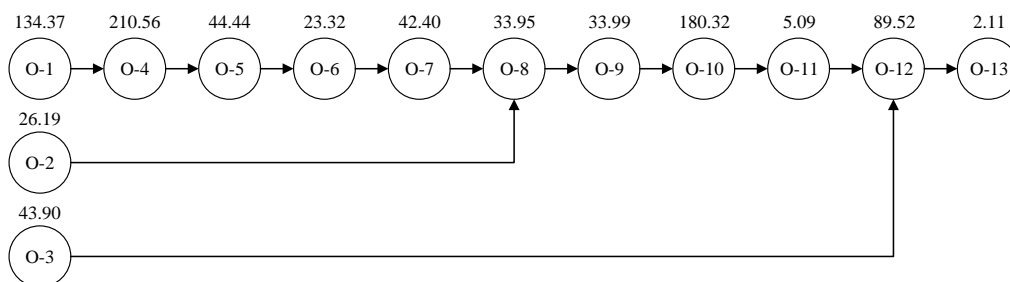 134.37 210.56 44.44 23.32 42.40 33.95 33.99 180.32 5.09 89.52 2.11
O-1 O-4 O-5 O-6 O-7 O-8 O-9 O-10 O-11 O-12 O-13
26.19
O-2
43.90
O-3